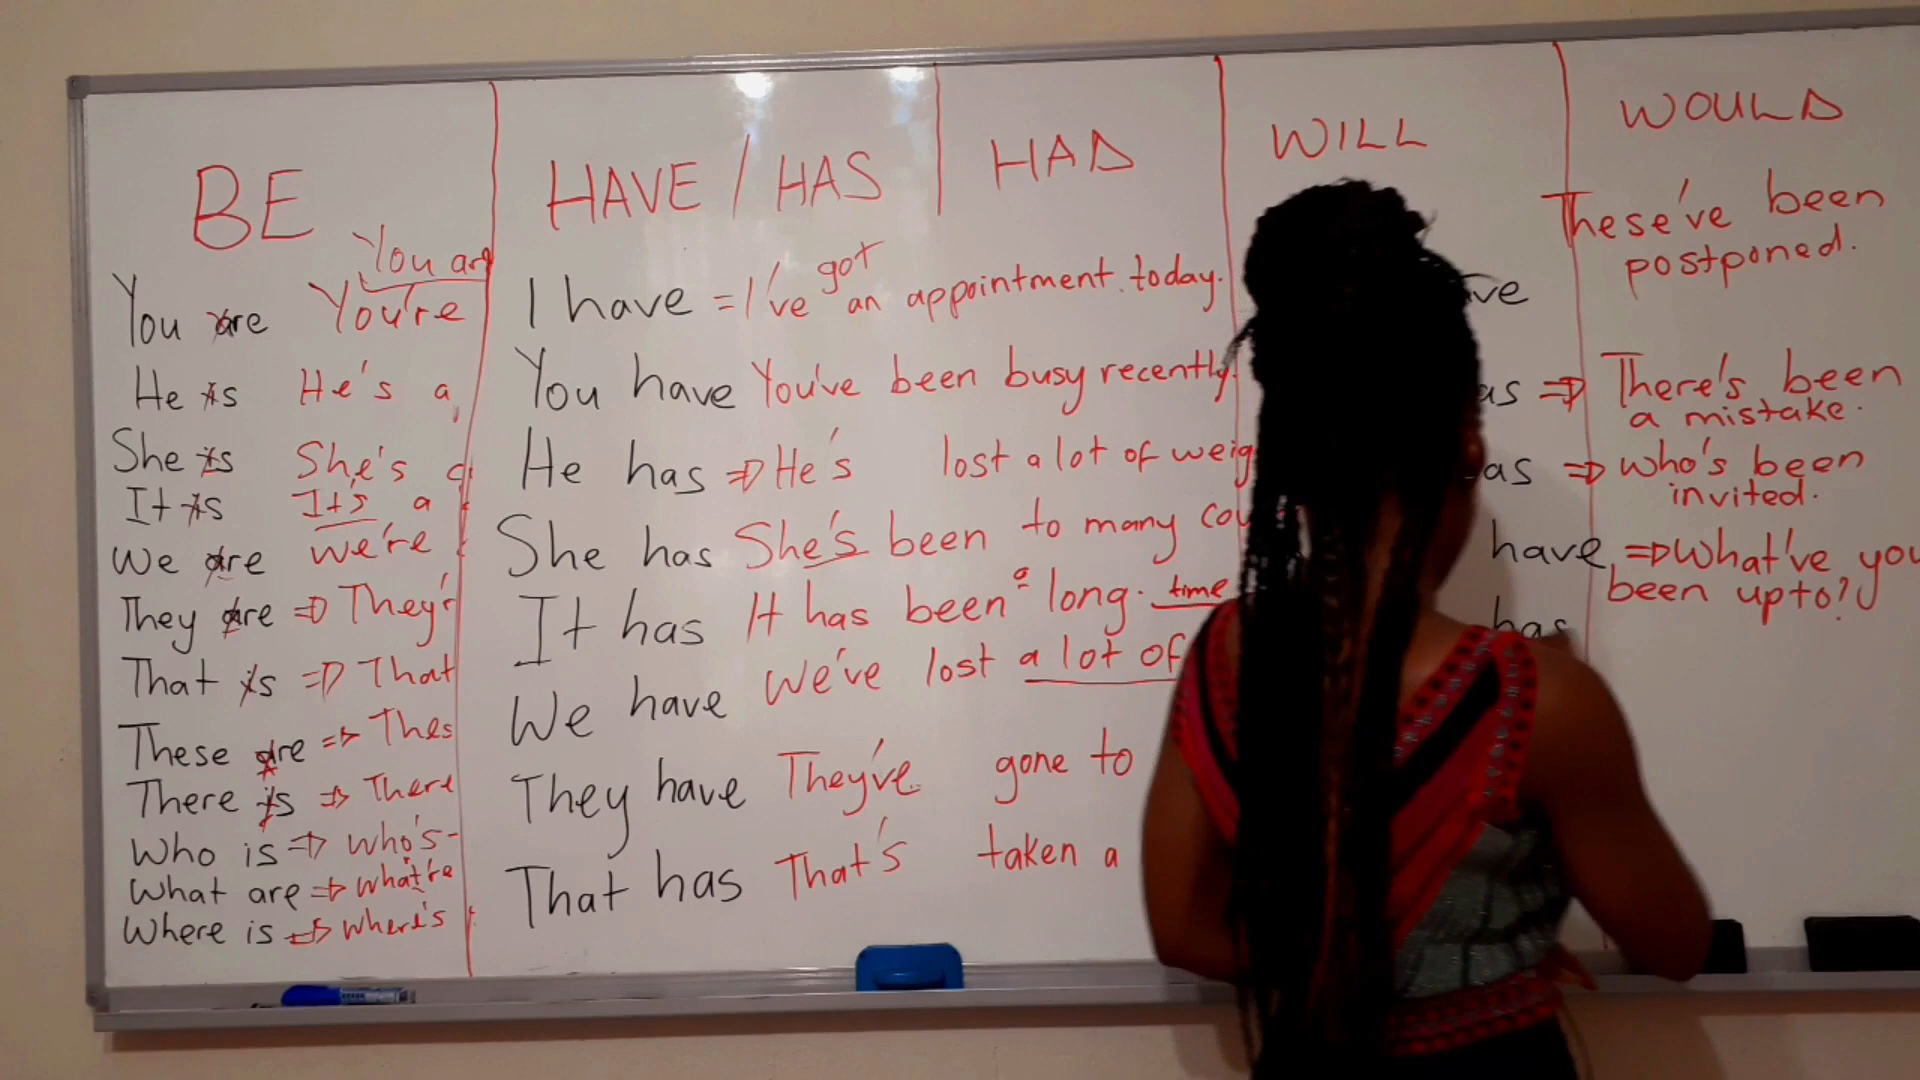 BE
HAVE / HAS
HAD
WILL
WOULD
You are
You are You're
He is He's a
She is She's
It is It's a
We are we're
They are => They'r
That is => That
These are => Thes
There is => There
Who is => who's-
What are => what're
Where is => where's
I have = I've got an appointment today.
You have You've been busy recently.
He has => He's lost a lot of weig
She has She's been to many cou
It has It has been a long. time
We have we've lost a lot of
They have They've gone to
That has That's taken a
These've been
postponed.
ve
as => There's been
a mistake.
as => who's been
invited.
have => What've you
been upto?
has